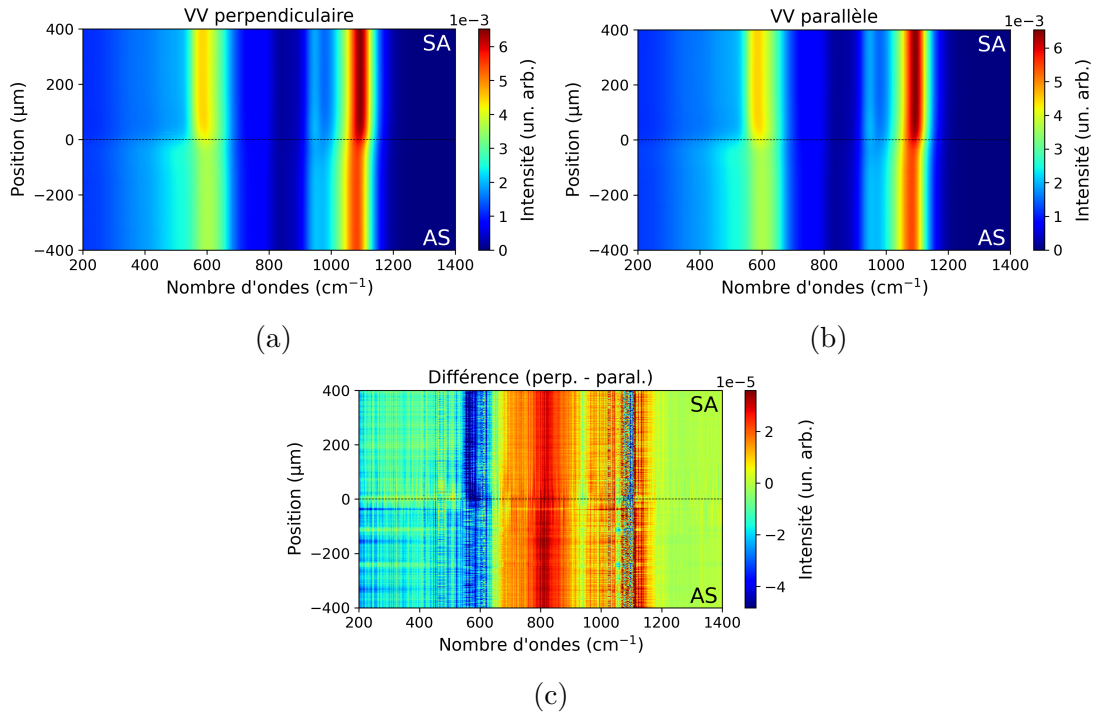 VV perpendiculaire
1e−3
400
200
0
−200
−400
Position (µm)
SA
AS
6
5
4
3
2
1
0
Intensité (un. arb.)
200 400 600 800 1000 1200 1400
Nombre d'ondes (cm⁻¹)
(a)
VV parallèle
1e−3
400
200
0
−200
−400
Position (µm)
SA
AS
6
5
4
3
2
1
0
Intensité (un. arb.)
200 400 600 800 1000 1200 1400
Nombre d'ondes (cm⁻¹)
(b)
Différence (perp. - paral.)
1e−5
400
200
0
−200
−400
Position (µm)
SA
AS
2
0
−2
−4
Intensité (un. arb.)
200 400 600 800 1000 1200 1400
Nombre d'ondes (cm⁻¹)
(c)